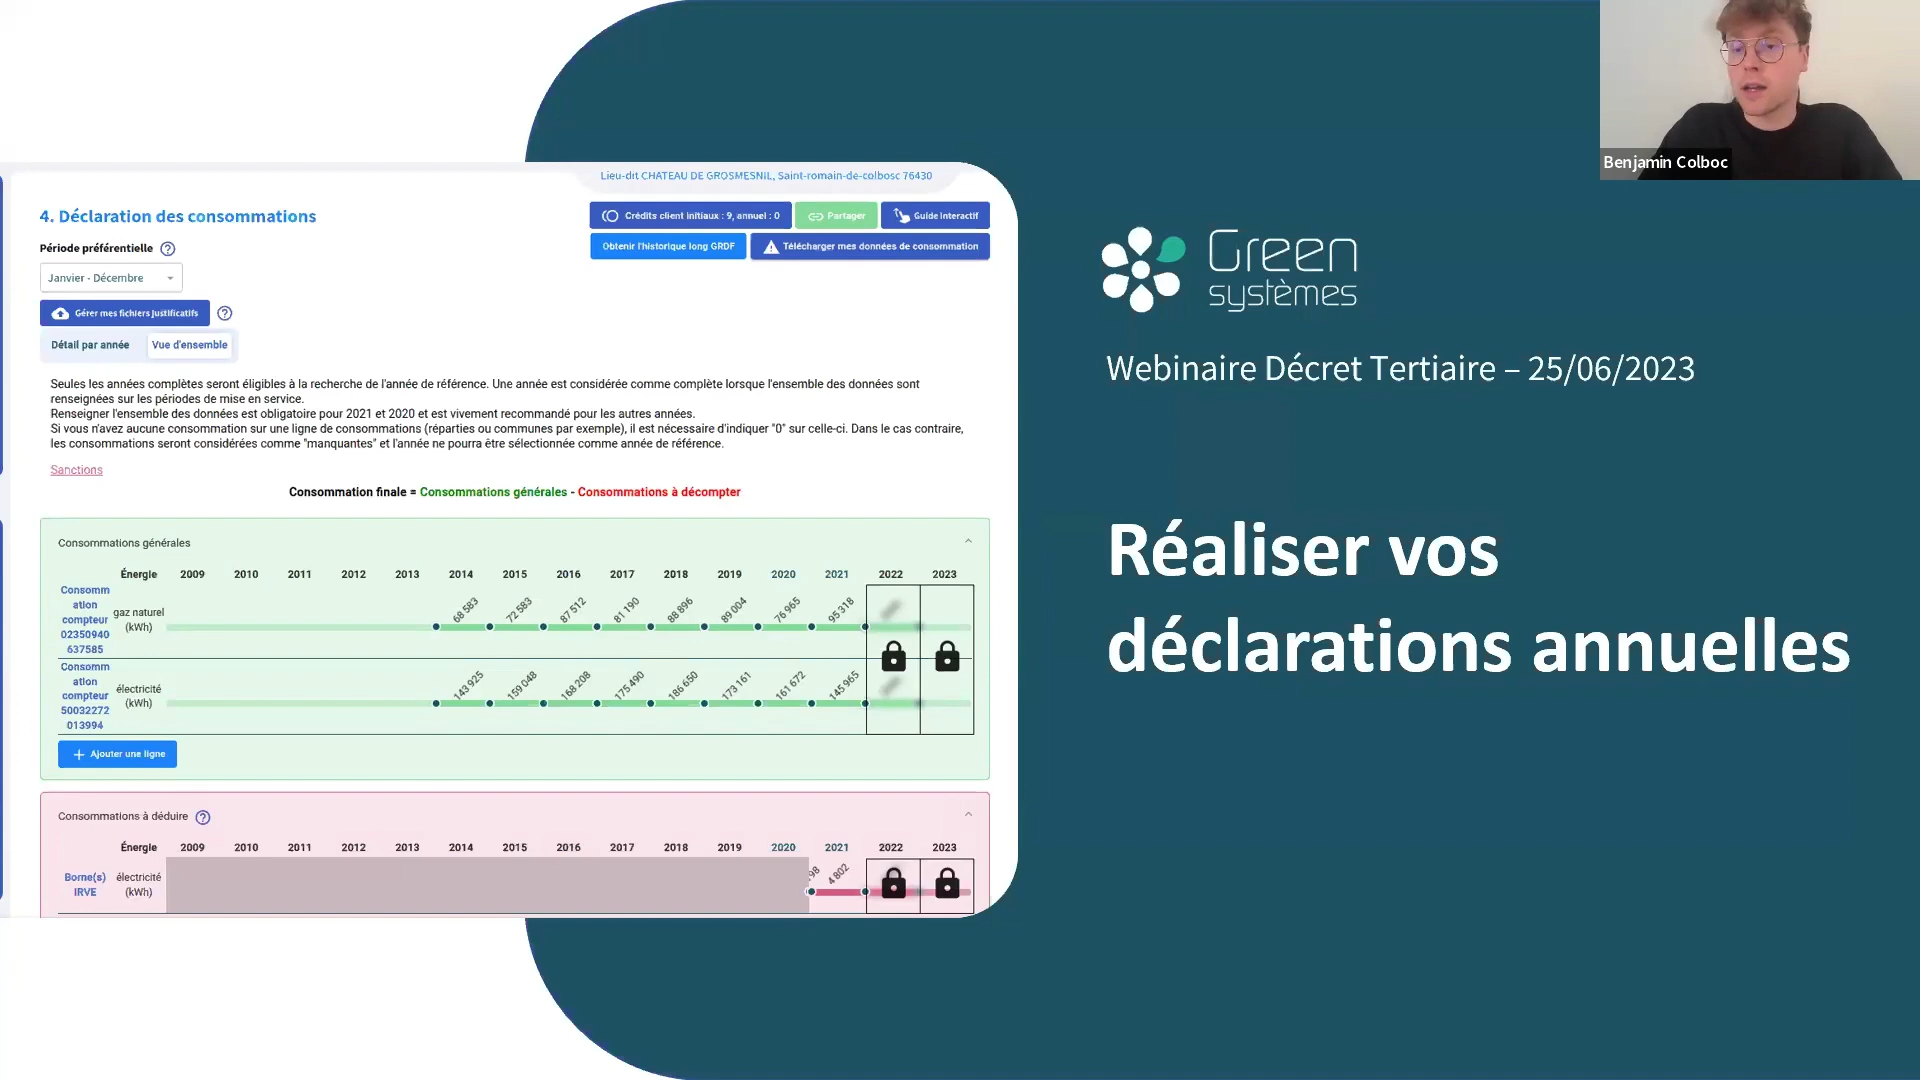 Benjamin Colboc
Lieu-dit CHATEAU DE GROSMESNIL, Saint-romain-de-colbosc 76430
4. Déclaration des consommations
Crédits client initiaux : 9, annuel : 0
Partager
Guide interactif
Obtenir l'historique long GRDF
Télécharger mes données de consommation
Période préférentielle
Janvier - Décembre
Gérer mes fichiers justificatifs
Détail par année
Vue d'ensemble
Seules les années complètes seront éligibles à la recherche de l'année de référence. Une année est considérée comme complète lorsque l'ensemble des données sont
renseignées sur les périodes de mise en service.
Renseigner l'ensemble des données est obligatoire pour 2021 et 2020 et est vivement recommandé pour les autres années.
Si vous n'avez aucune consommation sur une ligne de consommations (réparties ou communes par exemple), il est nécessaire d'indiquer "0" sur celle-ci. Dans le cas contraire,
les consommations seront considérées comme "manquantes" et l'année ne pourra être sélectionnée comme année de référence.
Sanctions
Consommation finale = Consommations générales - Consommations à décompter
Consommations générales
Énergie 2009 2010 2011 2012 2013 2014 2015 2016 2017 2018 2019 2020 2021 2022 2023
Consomm
ation
compteur
02350940
637585
gaz naturel
(kWh)
68 583 72 583 87 512 81 190 88 896 89 004 76 965 95 318
Consomm
ation
compteur
50032272
013994
électricité
(kWh)
143 925 159 048 168 208 175 490 186 650 173 161 161 672 145 965
+ Ajouter une ligne
Consommations à déduire
Énergie 2009 2010 2011 2012 2013 2014 2015 2016 2017 2018 2019 2020 2021 2022 2023
Borne(s)
IRVE
électricité
(kWh)
98 4 802
Green
systèmes
Webinaire Décret Tertiaire – 25/06/2023
Réaliser vos
déclarations annuelles